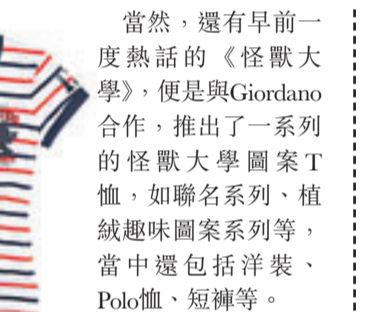 當然，還有早前一
度熱話的《怪獸大
學》，便是與Giordano
合作，推出了一系列
的怪獸大學圖案T
恤，如聯名系列、植
絨趣味圖案系列等，
當中還包括洋裝、
Polo恤、短褲等。